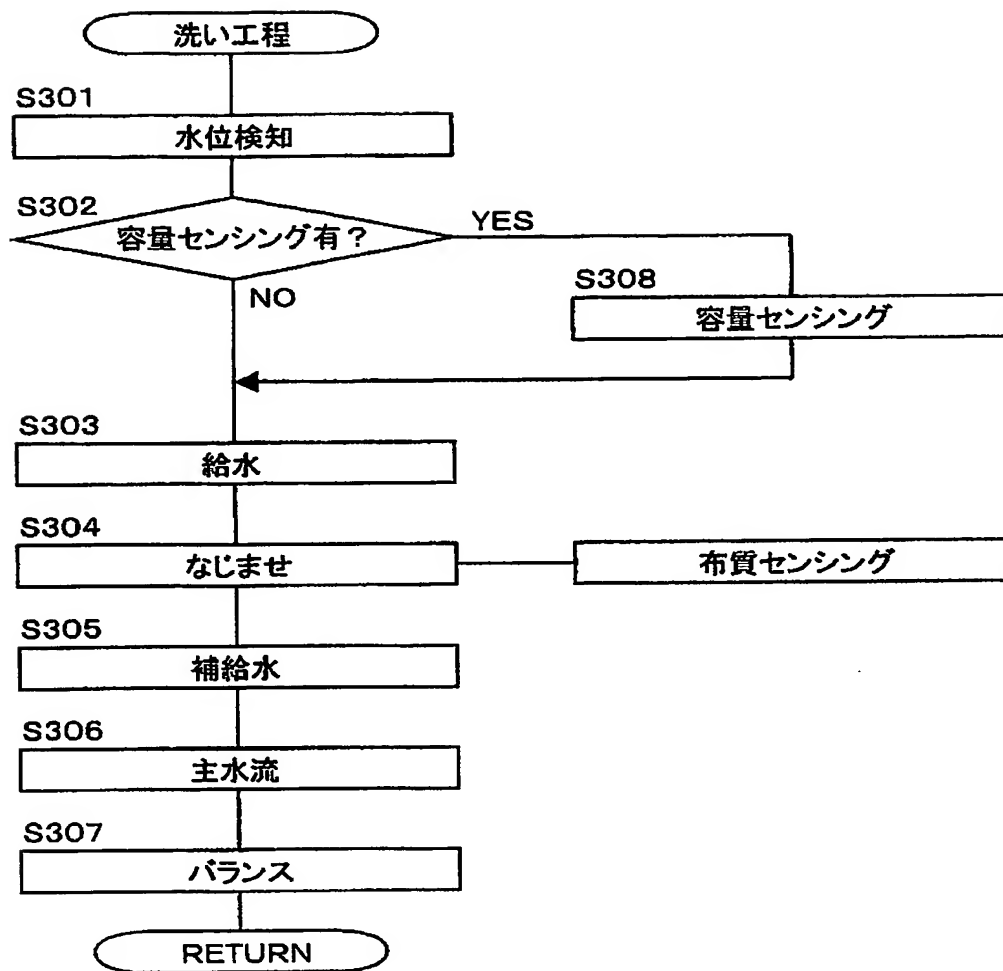 洗い工程
S301
水位検知
S302
容量センシング有?
YES
NO
S308
容量センシング
S303
給水
S304
なじませ
布質センシング
S305
補給水
S306
主水流
S307
バランス
RETURN